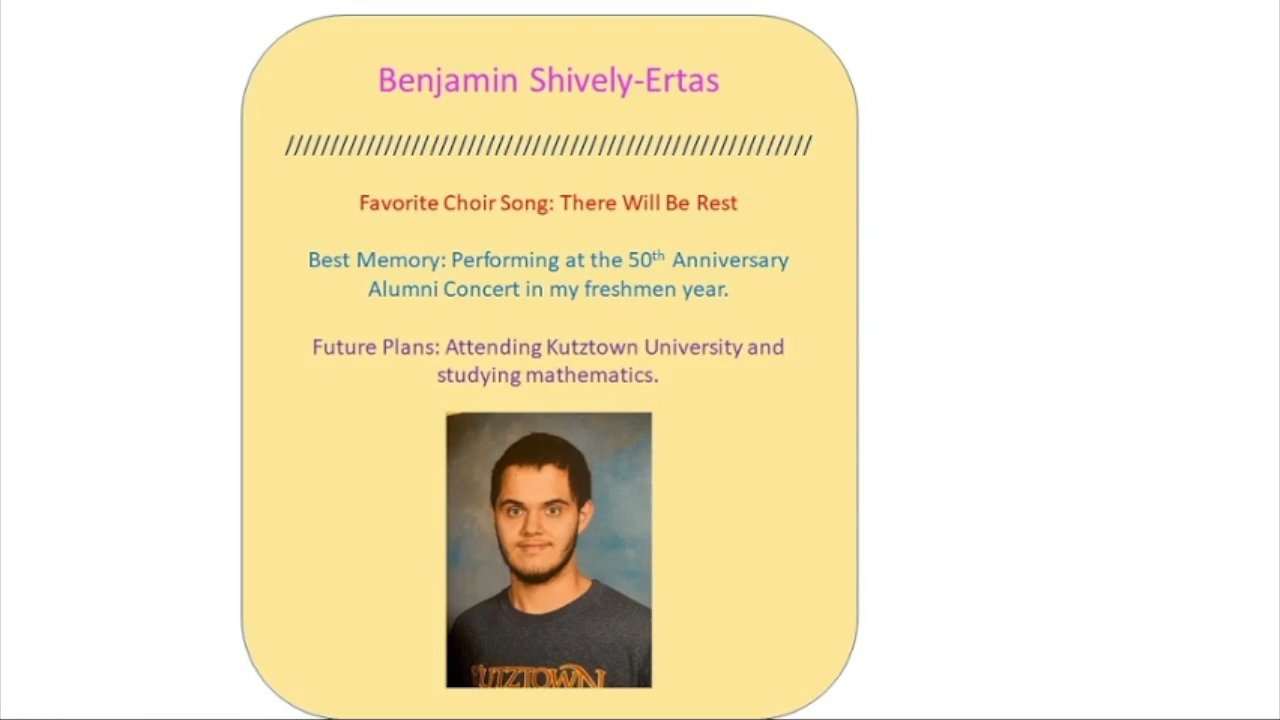 Benjamin Shively-Ertas
///////////////////////////////////////////////////////
Favorite Choir Song: There Will Be Rest
Best Memory: Performing at the 50th Anniversary
Alumni Concert in my freshmen year.
Future Plans: Attending Kutztown University and
studying mathematics.
KUTZTOWN